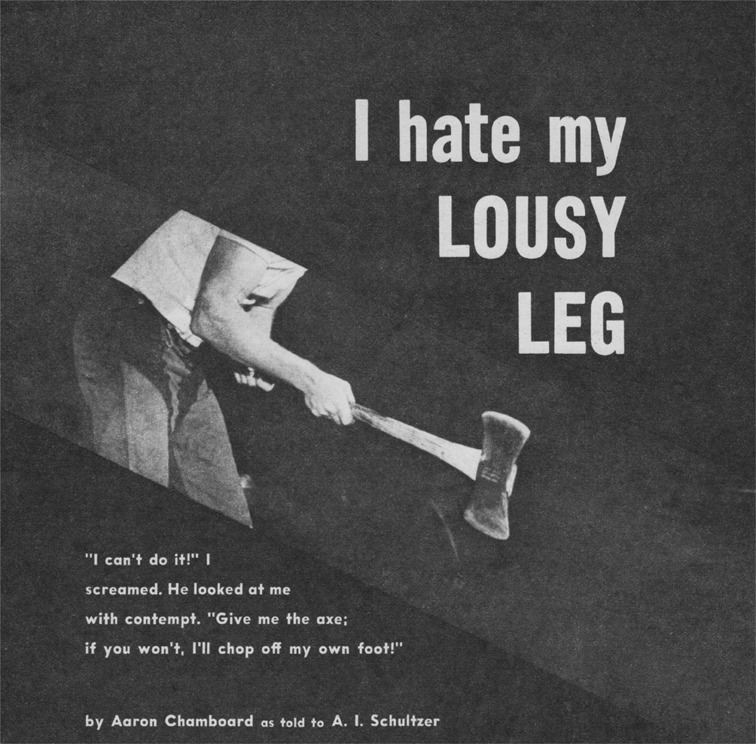 I hate my
LOUSY
LEG
"I can't do it!" I
screamed. He looked at me
with contempt. "Give me the axe;
if you won't, I'll chop off my own foot!"
by Aaron Chamboard as told to A. I. Schultzer